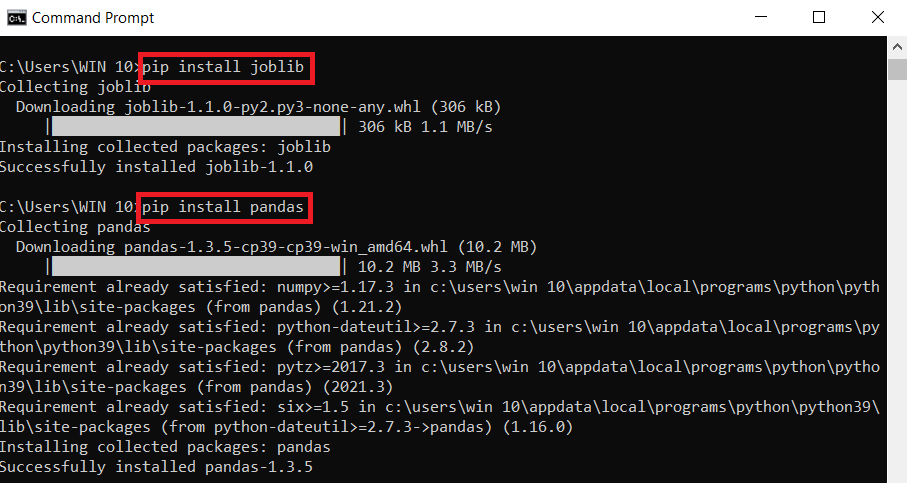 Command Prompt
C:\Users\WIN 10>pip install joblib
Collecting joblib
  Downloading joblib-1.1.0-py2.py3-none-any.whl (306 kB)
     |████████████████████████████████| 306 kB 1.1 MB/s
Installing collected packages: joblib
Successfully installed joblib-1.1.0
C:\Users\WIN 10>pip install pandas
Collecting pandas
  Downloading pandas-1.3.5-cp39-cp39-win_amd64.whl (10.2 MB)
     |████████████████████████████████| 10.2 MB 3.3 MB/s
Requirement already satisfied: numpy>=1.17.3 in c:\users\win 10\appdata\local\programs\python\pyth
on39\lib\site-packages (from pandas) (1.21.2)
Requirement already satisfied: python-dateutil>=2.7.3 in c:\users\win 10\appdata\local\programs\py
thon\python39\lib\site-packages (from pandas) (2.8.2)
Requirement already satisfied: pytz>=2017.3 in c:\users\win 10\appdata\local\programs\python\pytho
n39\lib\site-packages (from pandas) (2021.3)
Requirement already satisfied: six>=1.5 in c:\users\win 10\appdata\local\programs\python\python39\
lib\site-packages (from python-dateutil>=2.7.3->pandas) (1.16.0)
Installing collected packages: pandas
Successfully installed pandas-1.3.5